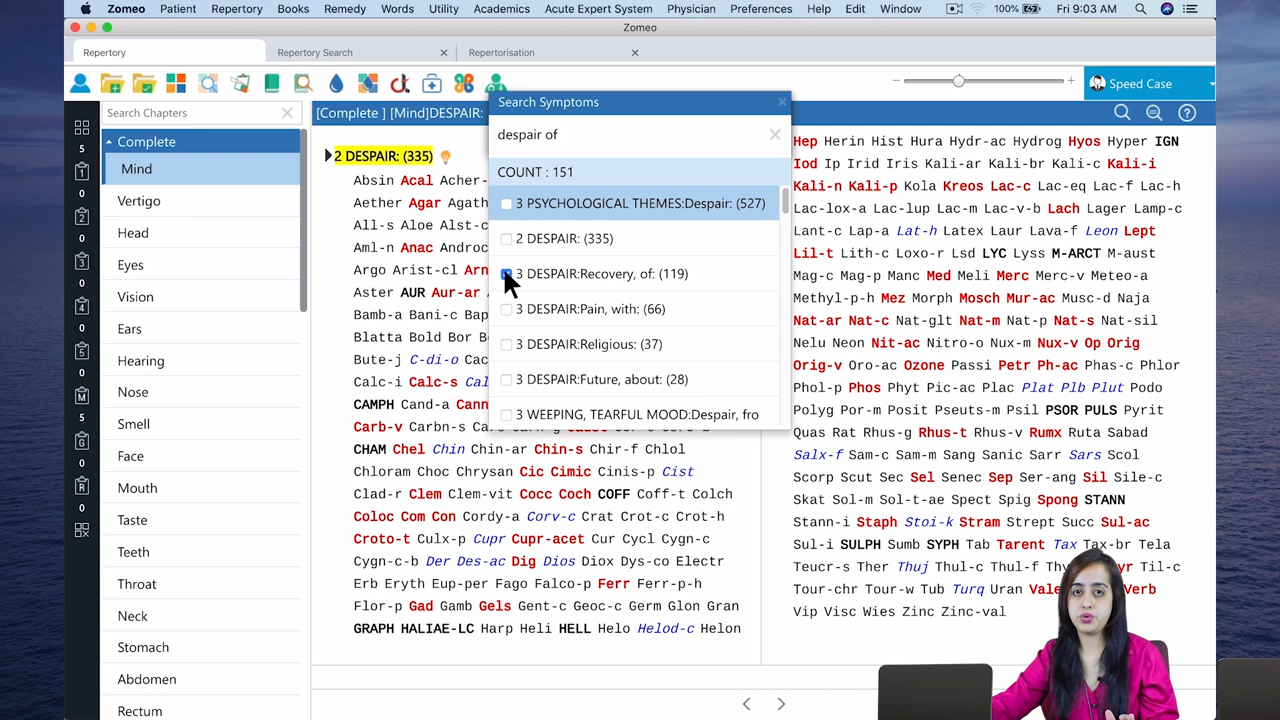 Zomeo Patient Repertory Books Remedy Words Utility Academics Acute Expert System Physician Preferences Help Edit Window 100% Fri 9:03 AM
Zomeo
Repertory Repertory Search Repertorisation
Speed Case
Search Chapters
Complete
Mind
Vertigo
Head
Eyes
Vision
Ears
Hearing
Nose
Smell
Face
Mouth
Taste
Teeth
Throat
Neck
Stomach
Abdomen
Rectum
5
1
0
2
0
3
0
4
0
5
0
M
5
G
0
R
0
[Complete ] [Mind]DESPAIR:
2 DESPAIR: (335)
Absin Acal Acher-
Aether Agar Agath
All-s Aloe Alst-c
Aml-n Anac Androc
Argo Arist-cl Arn
Aster AUR Aur-ar
Bamb-a Bani-c Bap
Blatta Bold Bor
Bute-j C-di-o Cac
Calc-i Calc-s Cal
CAMPH Cand-a Cann
Carb-v Carbn-s
CHAM Chel Chin Chin-ar Chin-s Chir-f Chlol
Chloram Choc Chrysan Cic Cimic Cinis-p Cist
Clad-r Clem Clem-vit Cocc Coch COFF Coff-t Colch
Coloc Com Con Cordy-a Corv-c Crat Crot-c Crot-h
Croto-t Culx-p Cupr Cupr-acet Cur Cycl Cygn-c
Cygn-c-b Der Des-ac Dig Dios Diox Dys-co Electr
Erb Eryth Eup-per Fago Falco-p Ferr Ferr-p-h
Flor-p Gad Gamb Gels Gent-c Geoc-c Germ Glon Gran
GRAPH HALIAE-LC Harp Heli HELL Helo Helod-c Helon
Search Symptoms
despair of
COUNT : 151
3 PSYCHOLOGICAL THEMES:Despair: (527)
2 DESPAIR: (335)
3 DESPAIR:Recovery, of: (119)
3 DESPAIR:Pain, with: (66)
3 DESPAIR:Religious: (37)
3 DESPAIR:Future, about: (28)
3 WEEPING, TEARFUL MOOD:Despair, fro
Hep Herin Hist Hura Hydr-ac Hydrog Hyos Hyper IGN
Iod Ip Irid Iris Kali-ar Kali-br Kali-c Kali-i
Kali-n Kali-p Kola Kreos Lac-c Lac-eq Lac-f Lac-h
Lac-lox-a Lac-lup Lac-m Lac-v-b Lach Lager Lamp-c
Lant-c Lap-a Lat-h Latex Laur Lava-f Leon Lept
Lil-t Lith-c Loxo-r Lsd LYC Lyss M-ARCT M-aust
Mag-c Mag-p Manc Med Meli Merc Merc-v Meteo-a
Methyl-p-h Mez Morph Mosch Mur-ac Musc-d Naja
Nat-ar Nat-c Nat-glt Nat-m Nat-p Nat-s Nat-sil
Nelu Neon Nit-ac Nitro-o Nux-m Nux-v Op Orig
Orig-v Or-ac Ozone Passi Petr Ph-ac Phas-c Phlor
Phol-p Phos Phyt Pic-ac Plac Plat Plb Plut Podo
Polyg Por-m Posit Pseuts-m Psil PSOR PULS Pyrit
Quas Rat Rhus-g Rhus-t Rhus-v Rumx Ruta Sabad
Salx-f Sam-c Sam-m Sang Sanic Sarr Sars Scol
Scorp Scut Sec Sel Senec Sep Ser-ang Sil Sile-c
Skat Sol-m Sol-t-ae Spect Spig Spong STANN
Stann-i Staph Stoi-k Stram Strept Succ Sul-ac
Sul-i SULPH Sumb SYPH Tab Tarent Tax Tax-br Tela
Teucr-s Ther Thuj Thul-c Thul-f Til-c
Tour-chr Tour-w Tub Turq Uran Verb
Vip Visc Wies Zinc Zinc-val